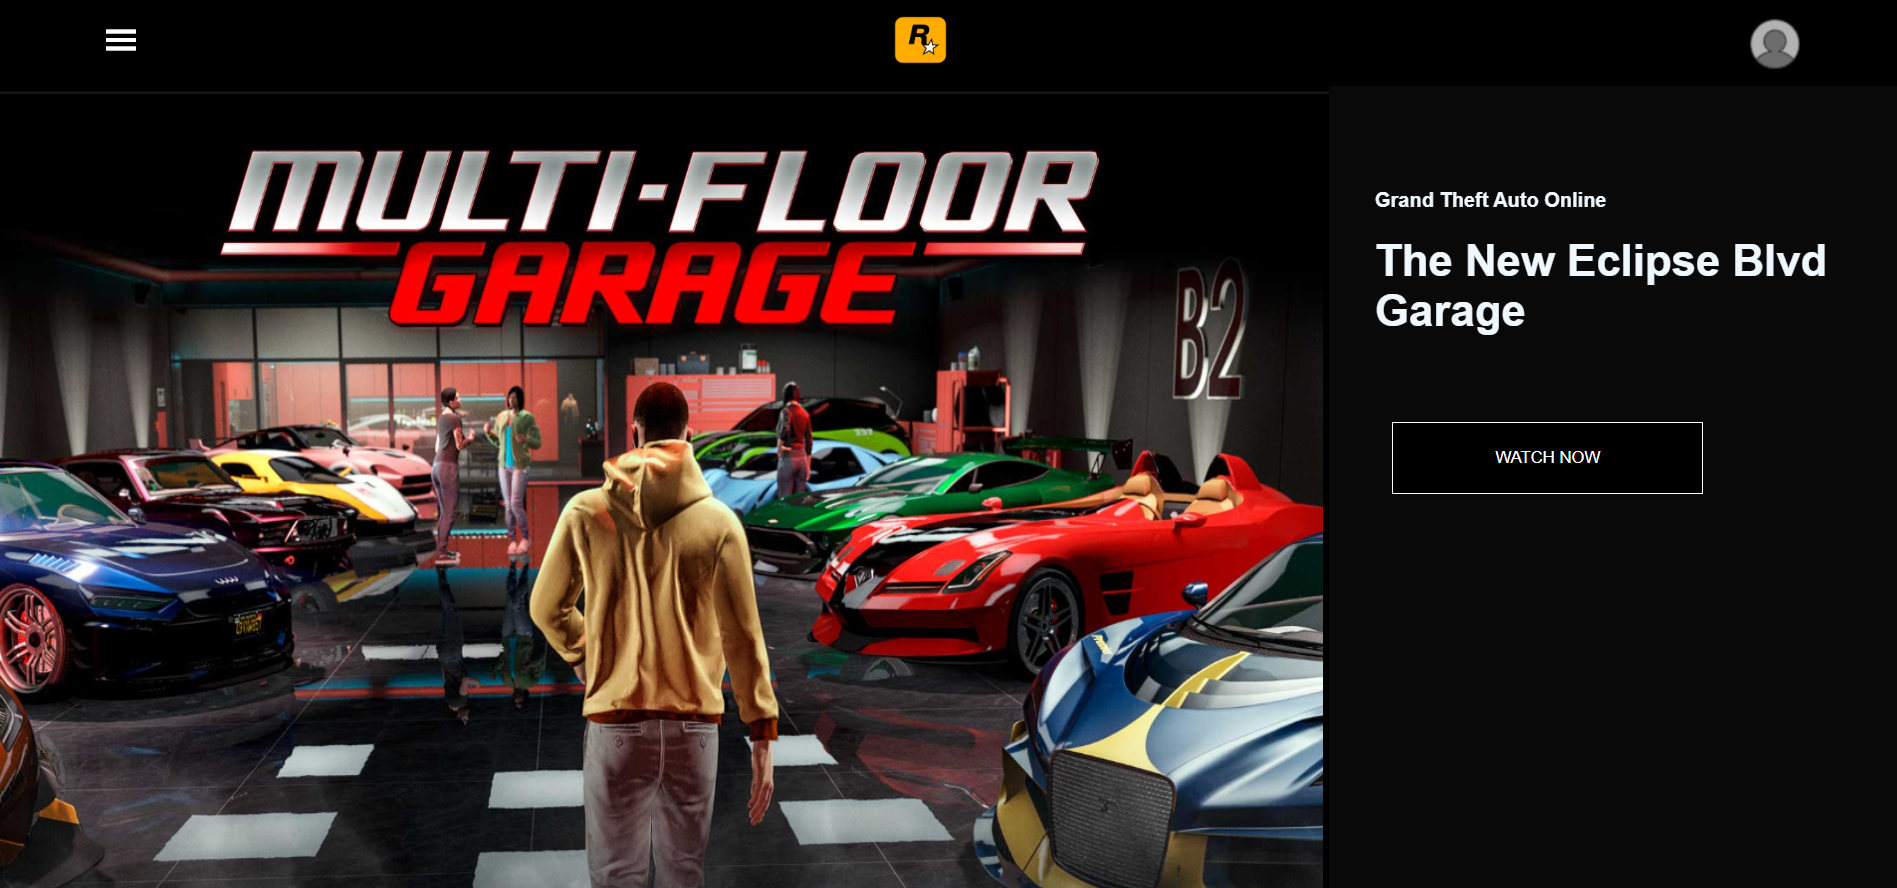 R
MULTI-FLOOR
GARAGE
B2
Grand Theft Auto Online
The New Eclipse Blvd
Garage
WATCH NOW